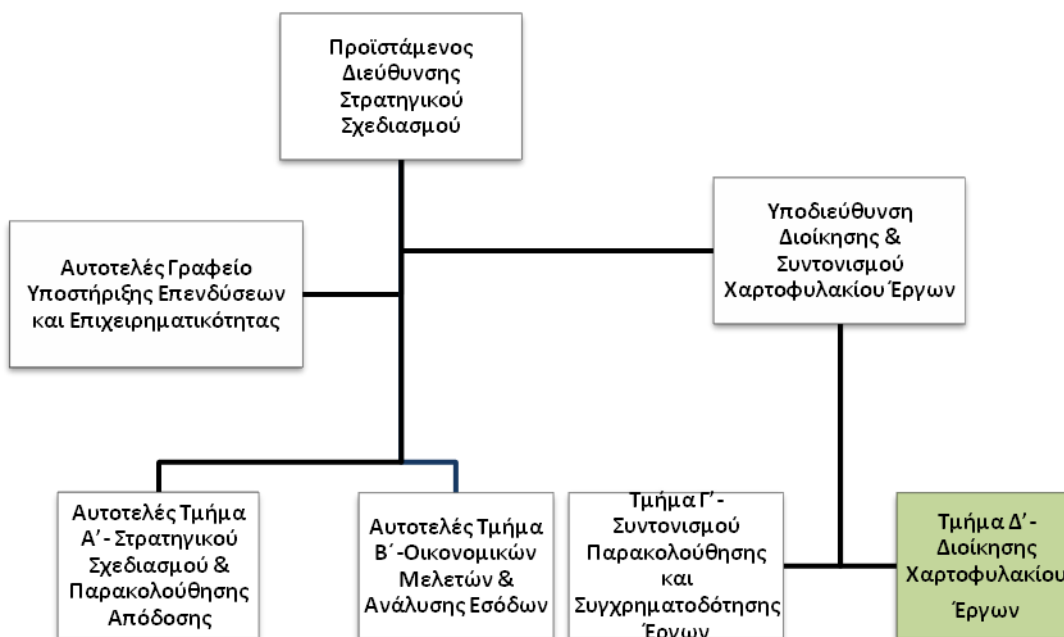 Προϊστάμενος
Διεύθυνσης
Στρατηγικού
Σχεδιασμού
Υποδιεύθυνση
Διοίκησης &
Συντονισμού
Χαρτοφυλακίου Έργων
Αυτοτελές Γραφείο
Υποστήριξης Επενδύσεων
και Επιχειρηματικότητας
Αυτοτελές Τμήμα
Α’- Στρατηγικού
Σχεδιασμού &
Παρακολούθησης
Απόδοσης
Αυτοτελές Τμήμα
Β΄-Οικονομικών
Μελετών &
Ανάλυσης Εσόδων
Τμήμα Γ’-
Συντονισμού
Παρακολούθησης
και
Συγχρηματοδότησης
Έργων
Τμήμα Δ’-
Διοίκησης
Χαρτοφυλακίου
Έργων